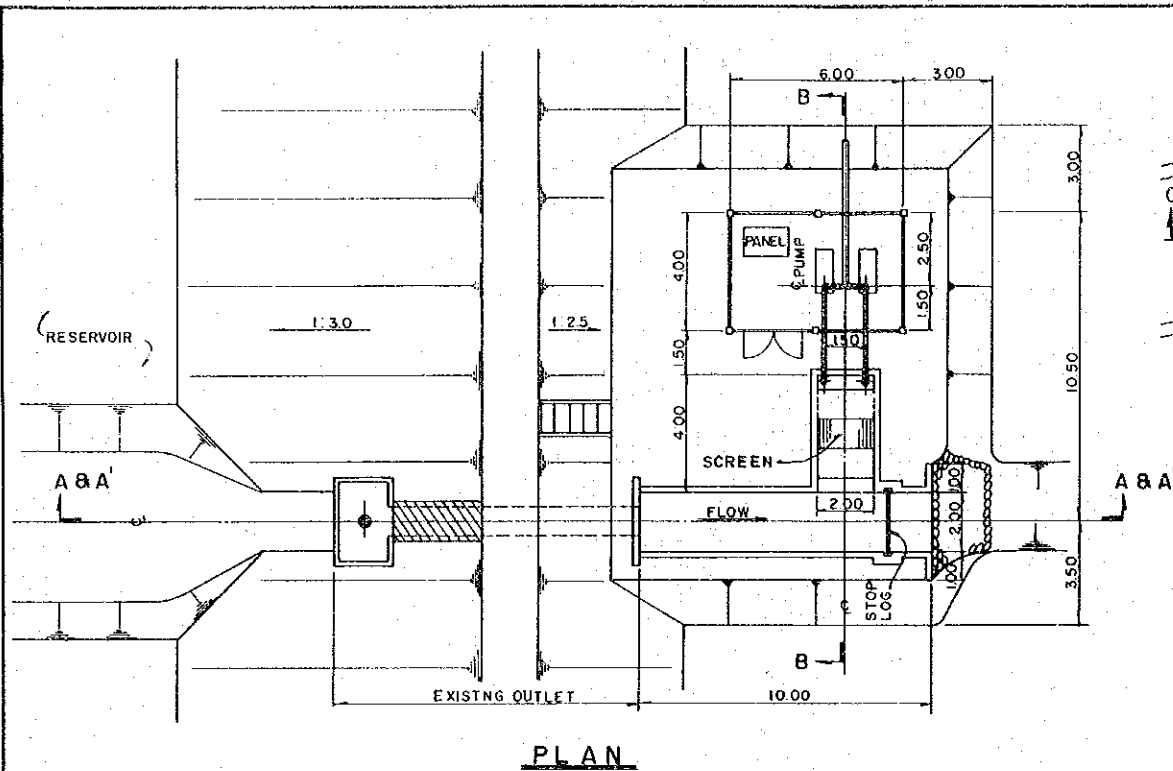 6.00
3.00
B
3.00
4.00
PANEL
℄ PUMP
2.50
1.50
RESERVOIR
1:3.0
1:2.5
1.50
1.50
10.50
4.00
SCREEN
A & A'
℄
FLOW
2.00
1.00
2.00
1.00
A & A
STOP
LOG
℄
3.50
B
EXISTNG OUTLET
10.00
PLAN